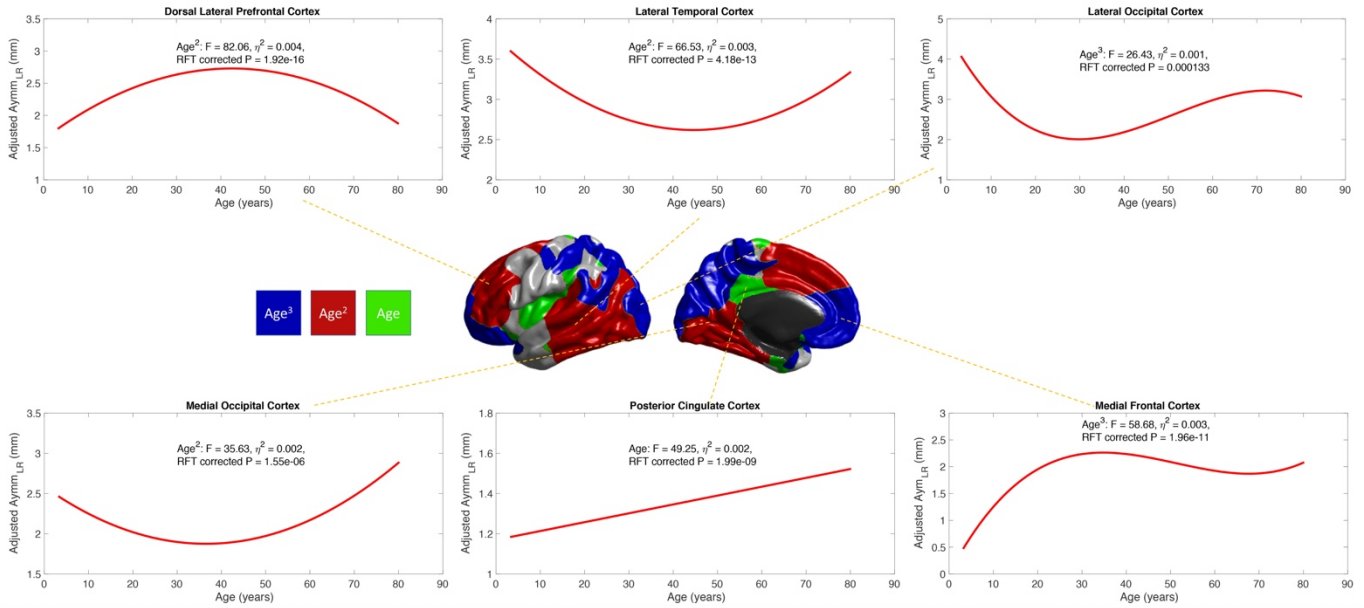 Dorsal Lateral Prefrontal Cortex
Age²: F = 82.06, η² = 0.004,
RFT corrected P = 1.92e-16
Adjusted Aymm_LR (mm)
3.5
3
2.5
2
1.5
1
0 10 20 30 40 50 60 70 80 90
Age (years)
Lateral Temporal Cortex
Age²: F = 66.53, η² = 0.003,
RFT corrected P = 4.18e-13
Adjusted Aymm_LR (mm)
4
3.5
3
2.5
2
0 10 20 30 40 50 60 70 80 90
Age (years)
Lateral Occipital Cortex
Age³: F = 26.43, η² = 0.001,
RFT corrected P = 0.000133
Adjusted Aymm_LR (mm)
5
4
3
2
1
0 10 20 30 40 50 60 70 80 90
Age (years)
Age³ Age² Age
Medial Occipital Cortex
Age²: F = 35.63, η² = 0.002,
RFT corrected P = 1.55e-06
Adjusted Aymm_LR (mm)
3.5
3
2.5
2
1.5
0 10 20 30 40 50 60 70 80 90
Age (years)
Posterior Cingulate Cortex
Age: F = 49.25, η² = 0.002,
RFT corrected P = 1.99e-09
Adjusted Aymm_LR (mm)
1.8
1.6
1.4
1.2
1
0 10 20 30 40 50 60 70 80 90
Age (years)
Medial Frontal Cortex
Age³: F = 58.68, η² = 0.003,
RFT corrected P = 1.96e-11
Adjusted Aymm_LR (mm)
3
2.5
2
1.5
1
0.5
0
0 10 20 30 40 50 60 70 80 90
Age (years)